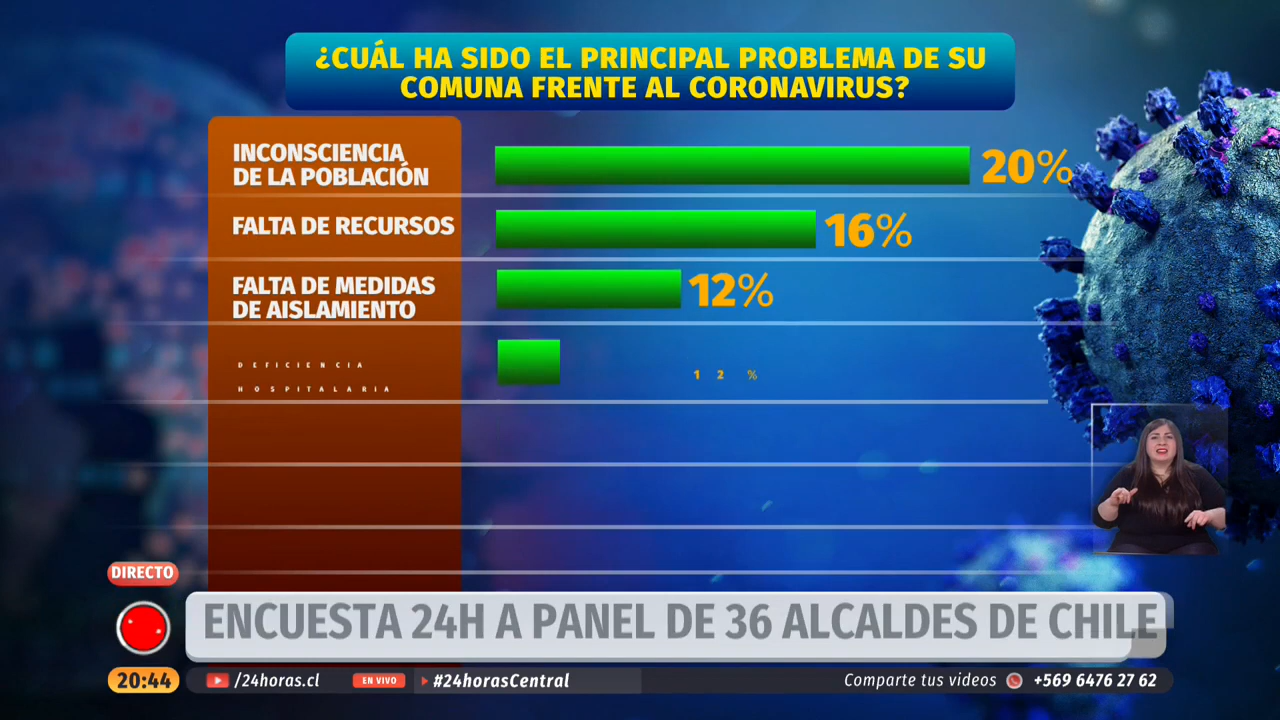 ¿CUÁL HA SIDO EL PRINCIPAL PROBLEMA DE SU
COMUNA FRENTE AL CORONAVIRUS?
INCONSCIENCIA
DE LA POBLACIÓN
20%
FALTA DE RECURSOS
16%
FALTA DE MEDIDAS
DE AISLAMIENTO
12%
DEFICIENCIA
HOSPITALARIA
12%
DIRECTO
ENCUESTA 24H A PANEL DE 36 ALCALDES DE CHILE
20:44
/24horas.cl
EN VIVO
#24horasCentral
Comparte tus videos
+569 6476 27 62